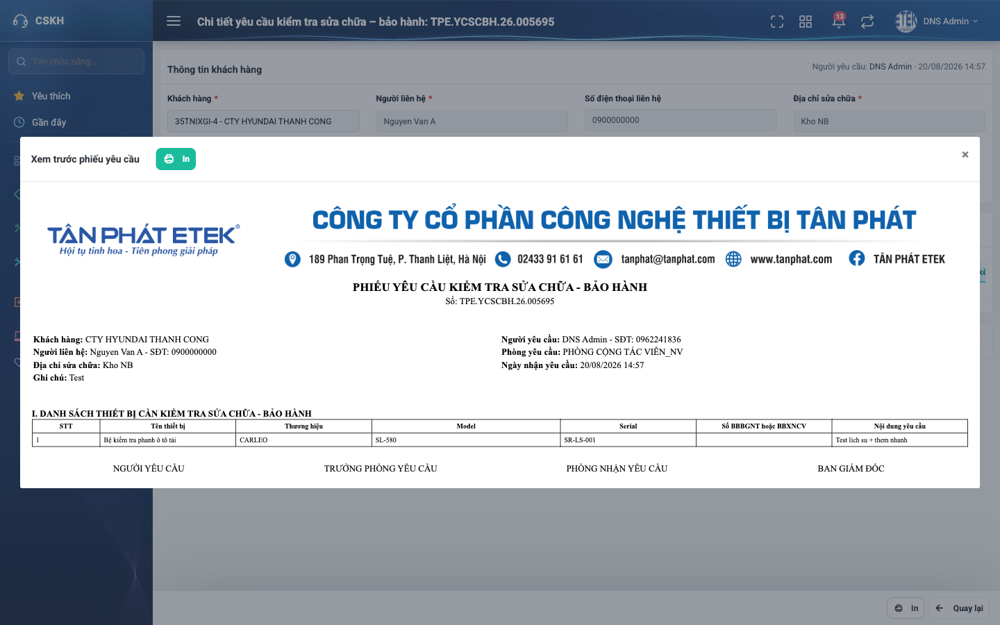 CSKH
Chi tiết yêu cầu kiểm tra sửa chữa – bảo hành: TPE.YCSCBH.26.005695
13
DNS Admin
Tìm chức năng...
Yêu thích
Gần đây
Thông tin khách hàng
Người yêu cầu: DNS Admin · 20/08/2026 14:57
Khách hàng *
Người liên hệ *
Số điện thoại liên hệ
Địa chỉ sửa chữa *
35TNIXGI-4 - CTY HYUNDAI THANH CONG
Nguyen Van A
0900000000
Kho NB
Xem trước phiếu yêu cầu
In
×
TÂN PHÁT ETEK®
Hội tụ tinh hoa - Tiên phong giải pháp
CÔNG TY CỔ PHẦN CÔNG NGHỆ THIẾT BỊ TÂN PHÁT
189 Phan Trọng Tuệ, P. Thanh Liệt, Hà Nội
02433 91 61 61
tanphat@tanphat.com
www.tanphat.com
TÂN PHÁT ETEK
PHIẾU YÊU CẦU KIỂM TRA SỬA CHỮA - BẢO HÀNH
Số: TPE.YCSCBH.26.005695
Khách hàng: CTY HYUNDAI THANH CONG
Người liên hệ: Nguyen Van A - SĐT: 0900000000
Địa chỉ sửa chữa: Kho NB
Ghi chú: Test
Người yêu cầu: DNS Admin - SĐT: 0962241836
Phòng yêu cầu: PHÒNG CỘNG TÁC VIÊN_NV
Ngày nhận yêu cầu: 20/08/2026 14:57
I. DANH SÁCH THIẾT BỊ CẦN KIỂM TRA SỬA CHỮA - BẢO HÀNH
STT Tên thiết bị Thương hiệu Model Serial Số BBBGNT hoặc BBXNCV Nội dung yêu cầu
1 Bệ kiểm tra phanh ô tô tải CARLEO SL-580 SR-LS-001 Test lich su + them nhanh
NGƯỜI YÊU CẦU
TRƯỞNG PHÒNG YÊU CẦU
PHÒNG NHẬN YÊU CẦU
BAN GIÁM ĐỐC
In
Quay lại